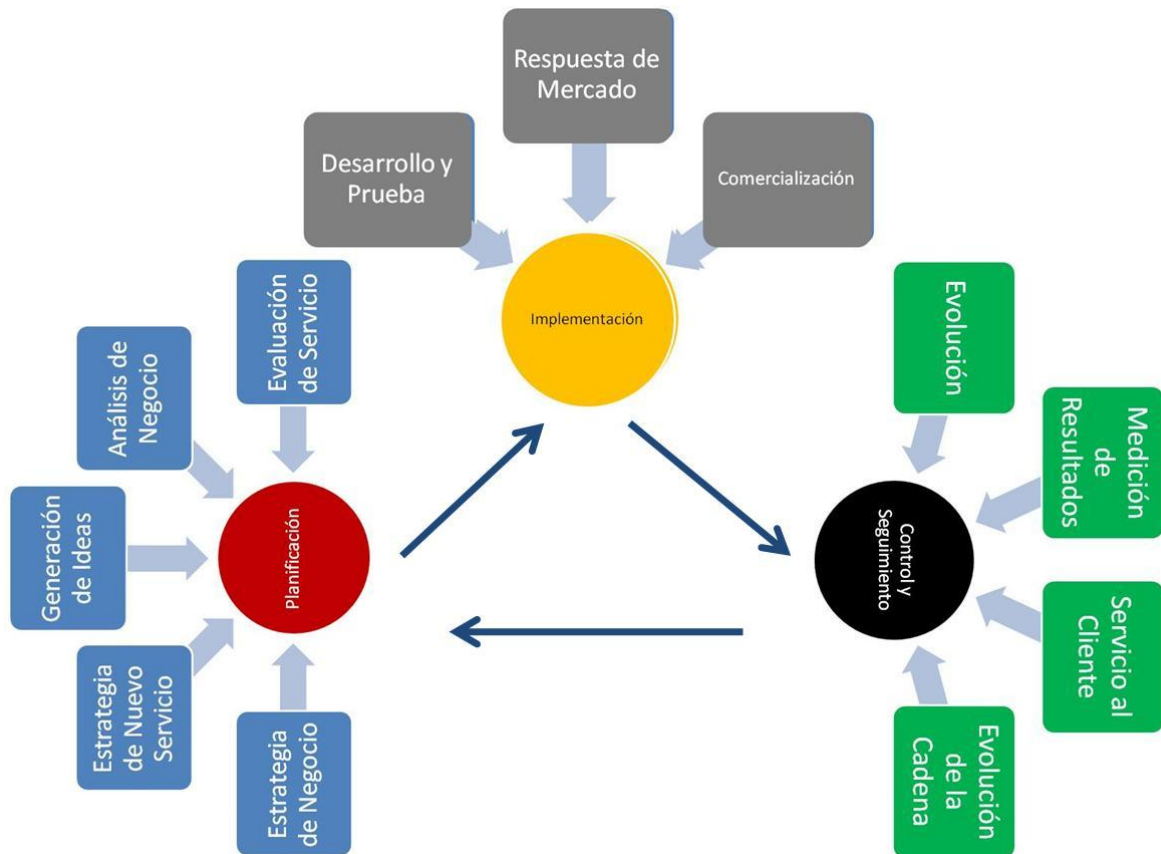 Respuesta de
Mercado
Desarrollo y
Prueba
Comercialización
Implementación
Evaluación
de Servicio
Análisis de
Negocio
Generación
de Ideas
Estrategia
de Nuevo
Servicio
Estrategia
de Negocio
Planificación
Evolución
Medición
de
Resultados
Servicio al
Cliente
Evolución
de la
Cadena
Control y
Seguimiento